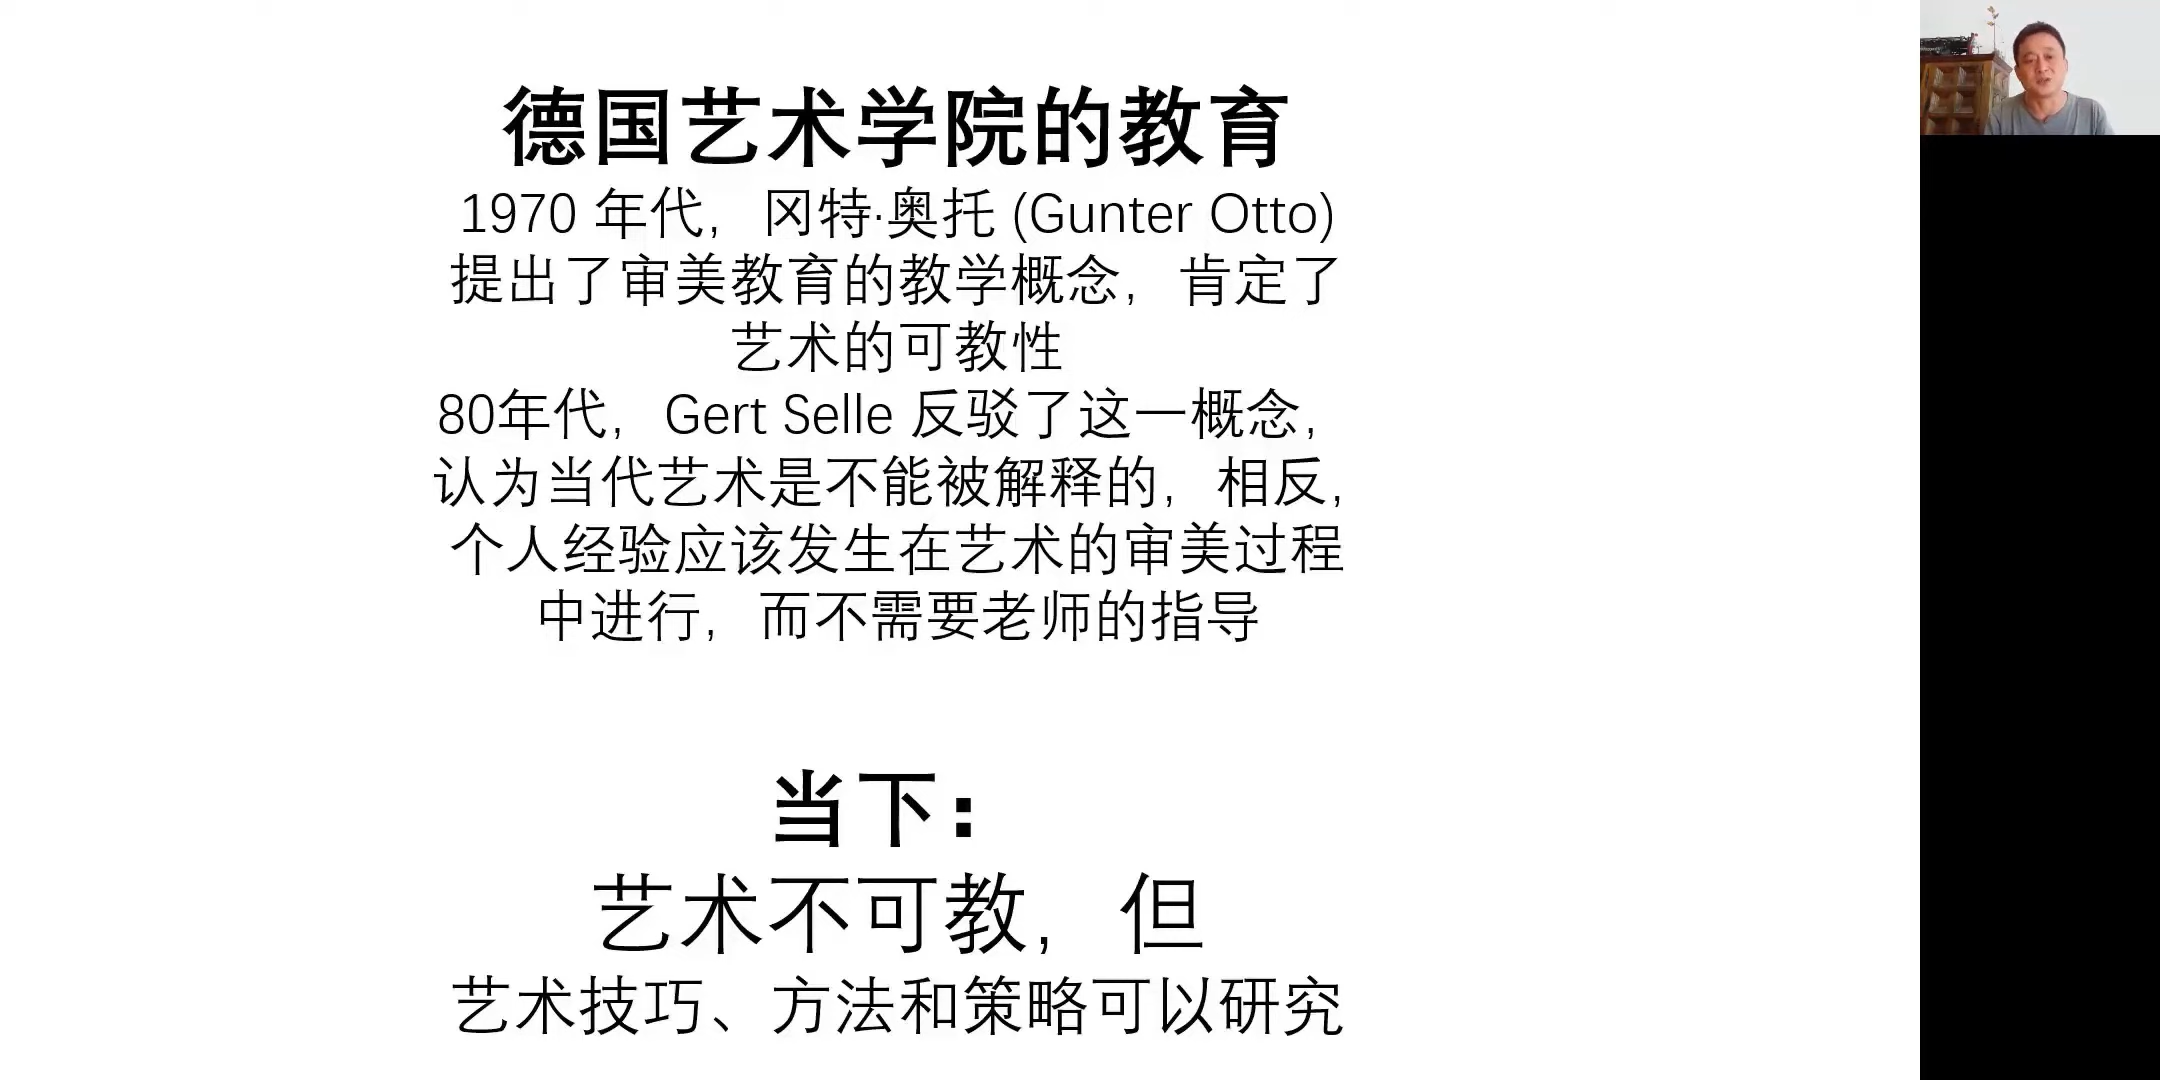 德国艺术学院的教育
1970 年代，冈特·奥托 (Gunter Otto)
提出了审美教育的教学概念，肯定了
艺术的可教性
80年代，Gert Selle 反驳了这一概念，
认为当代艺术是不能被解释的，相反，
个人经验应该发生在艺术的审美过程
中进行，而不需要老师的指导
当下：
艺术不可教，但
艺术技巧、方法和策略可以研究